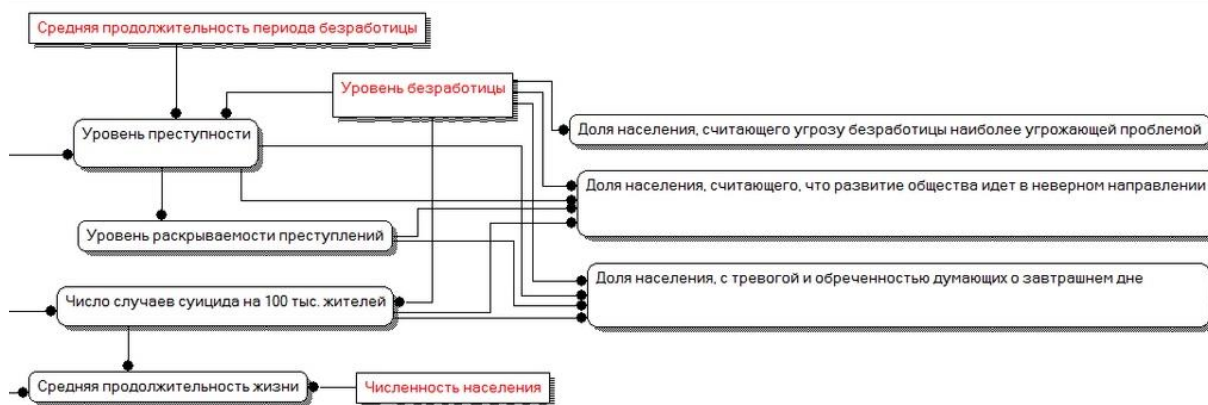 Средняя продолжительность периода безработицы
Уровень безработицы
Уровень преступности
Доля населения, считающего угрозу безработицы наиболее угрожающей проблемой
Доля населения, считающего, что развитие общества идет в неверном направлении
Уровень раскрываемости преступлений
Доля населения, с тревогой и обреченностью думающих о завтрашнем дне
Число случаев суицида на 100 тыс. жителей
Средняя продолжительность жизни
Численность населения